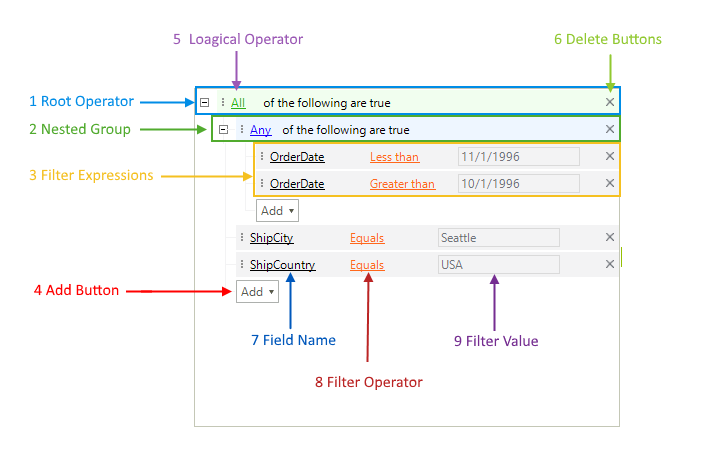 5 Loagical Operator
6 Delete Buttons
1 Root Operator
All of the following are true
2 Nested Group
Any of the following are true
OrderDate Less than 11/1/1996
3 Filter Expressions
OrderDate Greater than 10/1/1996
Add
ShipCity Equals Seattle
ShipCountry Equals USA
4 Add Button
Add
7 Field Name
9 Filter Value
8 Filter Operator